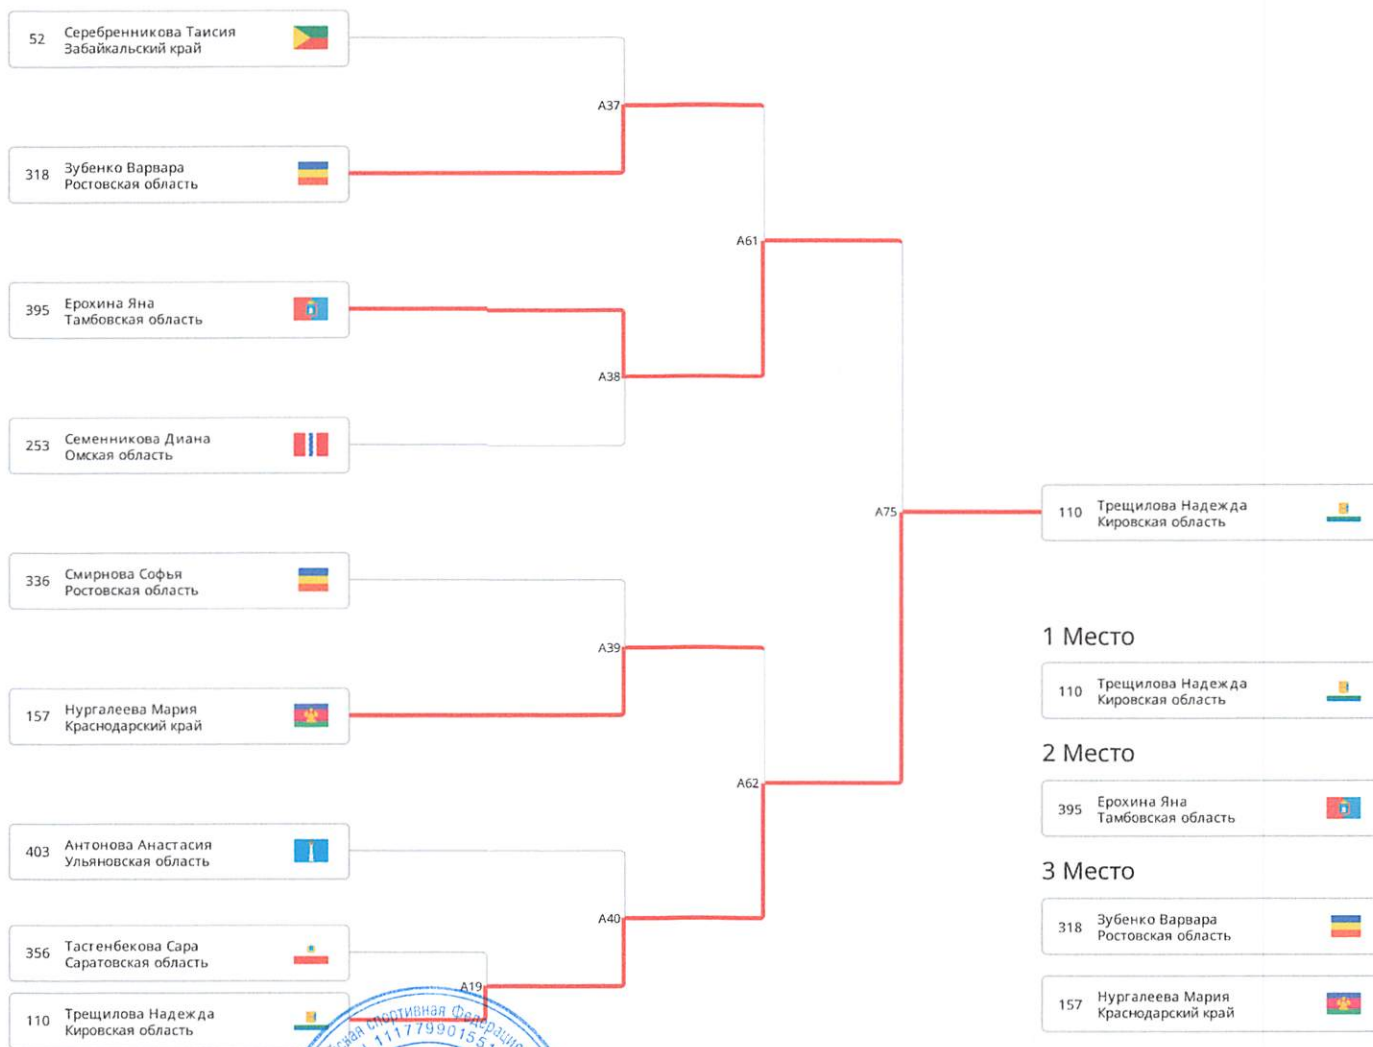 52
Серебренникова Таисия
Забайкальский край
A37
318
Зубенко Варвара
Ростовская область
A61
395
Ерохина Яна
Тамбовская область
A38
253
Семенникова Диана
Омская область
A75
110
Трещилова Надежда
Кировская область
336
Смирнова Софья
Ростовская область
A39
157
Нургалеева Мария
Краснодарский край
A62
403
Антонова Анастасия
Ульяновская область
A40
356
Тастенбекова Сара
Саратовская область
A19
110
Трещилова Надежда
Кировская область
1 Место
110
Трещилова Надежда
Кировская область
2 Место
395
Ерохина Яна
Тамбовская область
3 Место
318
Зубенко Варвара
Ростовская область
157
Нургалеева Мария
Краснодарский край
спортивная